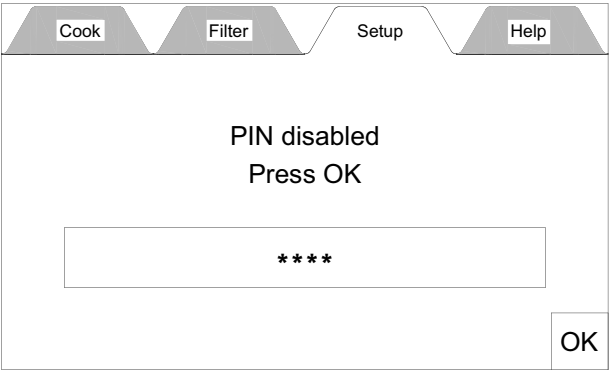 Cook Filter Setup Help
PIN disabled
Press OK
****
OK